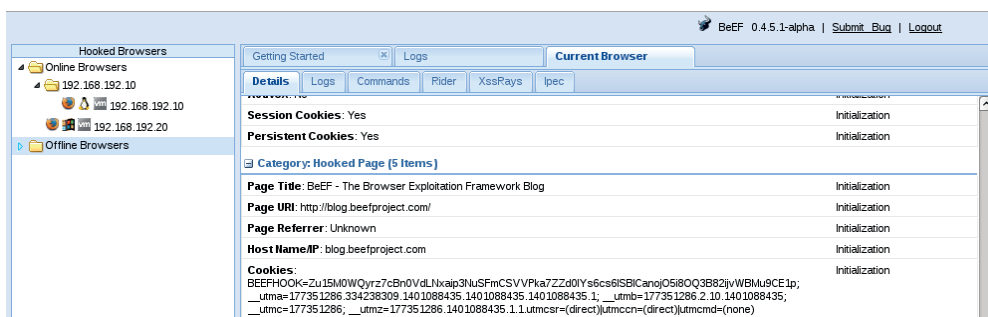 BeEF 0.4.5.1-alpha | Submit Bug | Logout
Hooked Browsers
Online Browsers
192.168.192.10
192.168.192.10
192.168.192.20
Offline Browsers
Getting Started
Logs
Current Browser
Details
Logs
Commands
Rider
XssRays
Ipec
Session Cookies: Yes Initialization
Persistent Cookies: Yes Initialization
Category: Hooked Page (5 Items)
Page Title: BeEF - The Browser Exploitation Framework Blog Initialization
Page URI: http://blog.beefproject.com/ Initialization
Page Referrer: Unknown Initialization
Host Name/IP: blog.beefproject.com Initialization
Cookies: Initialization
__utma=177351286.334238309.1401088435.1401088435.1401088435.1; __utmb=177351286.2.10.1401088435;
__utmc=177351286; __utmz=177351286.1401088435.1.1.utmcsr=(direct)|utmccn=(direct)|utmcmd=(none)